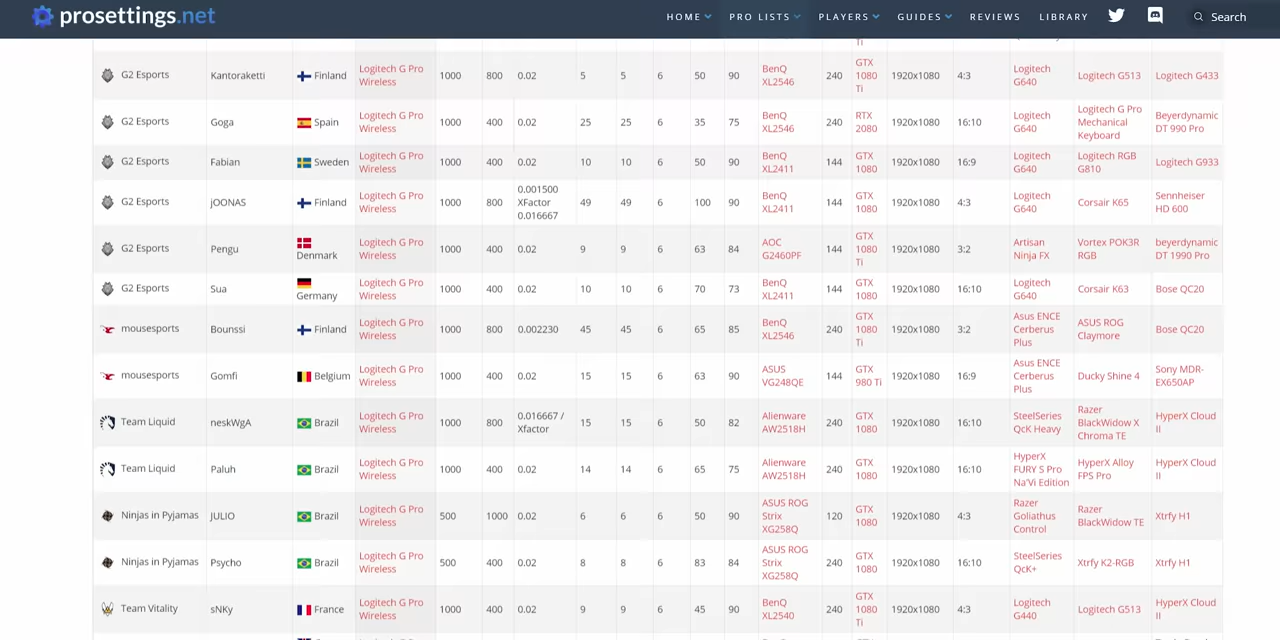 prosettings.net
HOME PRO LISTS PLAYERS GUIDES REVIEWS LIBRARY Search
Ti
G2 Esports Kantoraketti Finland Logitech G Pro Wireless 1000 800 0.02 5 5 6 50 90 BenQ XL2546 240 GTX 1080 Ti 1920x1080 4:3 Logitech G640 Logitech G513 Logitech G433
G2 Esports Goga Spain Logitech G Pro Wireless 1000 400 0.02 25 25 6 35 75 BenQ XL2546 240 RTX 2080 1920x1080 16:10 Logitech G640 Logitech G Pro Mechanical Keyboard Beyerdynamic DT 990 Pro
G2 Esports Fabian Sweden Logitech G Pro Wireless 1000 400 0.02 10 10 6 50 90 BenQ XL2411 144 GTX 1080 1920x1080 16:9 Logitech G640 Logitech RGB G810 Logitech G933
G2 Esports jOONAS Finland Logitech G Pro Wireless 1000 800 0.001500 XFactor 0.016667 49 49 6 100 90 BenQ XL2411 144 GTX 1080 1920x1080 4:3 Logitech G640 Corsair K65 Sennheiser HD 600
G2 Esports Pengu Denmark Logitech G Pro Wireless 1000 400 0.02 9 9 6 63 84 AOC G2460PF 144 GTX 1080 Ti 1920x1080 3:2 Artisan Ninja FX Vortex POK3R RGB beyerdynamic DT 1990 Pro
G2 Esports Sua Germany Logitech G Pro Wireless 1000 400 0.02 10 10 6 70 73 BenQ XL2411 144 GTX 1080 1920x1080 16:10 Logitech G640 Corsair K63 Bose QC20
mousesports Bounssi Finland Logitech G Pro Wireless 1000 800 0.002230 45 45 6 65 85 BenQ XL2546 240 GTX 1080 Ti 1920x1080 3:2 Asus ENCE Cerberus Plus ASUS ROG Claymore Bose QC20
mousesports Gomfi Belgium Logitech G Pro Wireless 1000 400 0.02 15 15 6 63 90 ASUS VG248QE 144 GTX 980 Ti 1920x1080 16:9 Asus ENCE Cerberus Plus Ducky Shine 4 Sony MDR-EX650AP
Team Liquid neskWgA Brazil Logitech G Pro Wireless 1000 800 0.016667 / Xfactor 15 15 6 50 82 Alienware AW2518H 240 GTX 1080 1920x1080 16:10 SteelSeries QcK Heavy Razer BlackWidow X Chroma TE HyperX Cloud II
Team Liquid Paluh Brazil Logitech G Pro Wireless 1000 400 0.02 14 14 6 65 75 Alienware AW2518H 240 GTX 1080 1920x1080 16:10 HyperX FURY S Pro Na'Vi Edition HyperX Alloy FPS Pro HyperX Cloud II
Ninjas in Pyjamas JULIO Brazil Logitech G Pro Wireless 500 1000 0.02 6 6 6 50 90 ASUS ROG Strix XG258Q 120 GTX 1080 1920x1080 4:3 Razer Goliathus Control Razer BlackWidow TE Xtrfy H1
Ninjas in Pyjamas Psycho Brazil Logitech G Pro Wireless 500 400 0.02 8 8 6 83 84 ASUS ROG Strix XG258Q 240 GTX 1080 1920x1080 16:10 SteelSeries QcK+ Xtrfy K2-RGB Xtrfy H1
Team Vitality sNKy France Logitech G Pro Wireless 1000 400 0.02 9 9 6 45 90 BenQ XL2540 240 GTX 1080 Ti 1920x1080 4:3 Logitech G440 Logitech G513 HyperX Cloud II